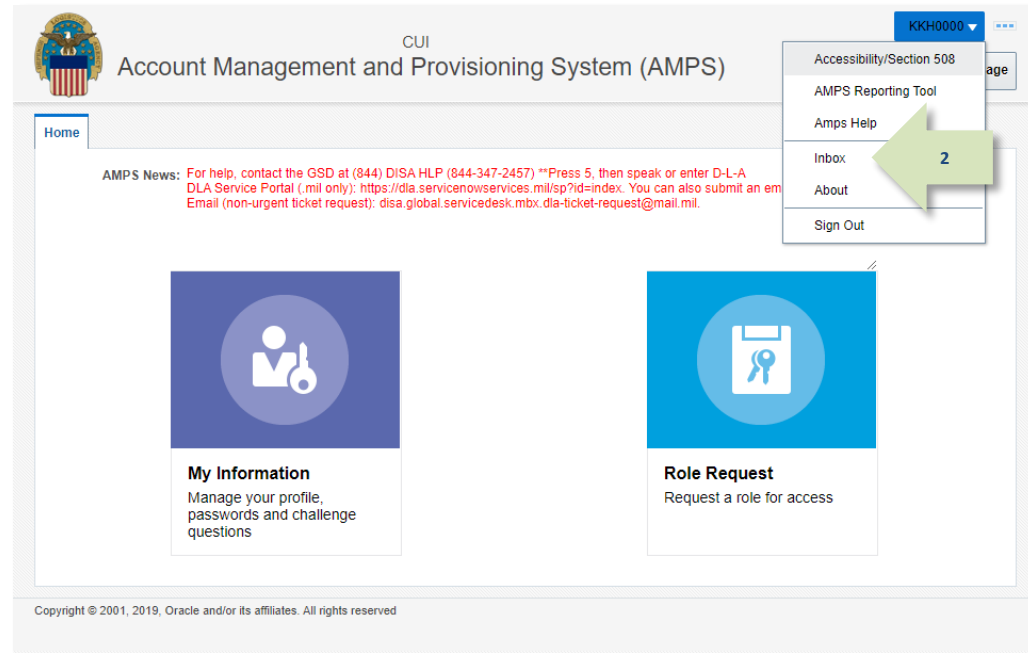 CUI
Account Management and Provisioning System (AMPS)
KKH0000
age
Accessibility/Section 508
AMPS Reporting Tool
Amps Help
Inbox
2
About
Sign Out
Home
AMPS News: For help, contact the GSD at (844) DISA HLP (844-347-2457) **Press 5, then speak or enter D-L-A
DLA Service Portal (.mil only): https://dla.servicenowservices.mil/sp?id=index. You can also submit an em
Email (non-urgent ticket request): disa.global.servicedesk.mbx.dla-ticket-request@mail.mil.
My Information
Manage your profile,
passwords and challenge
questions
Role Request
Request a role for access
Copyright © 2001, 2019, Oracle and/or its affiliates. All rights reserved